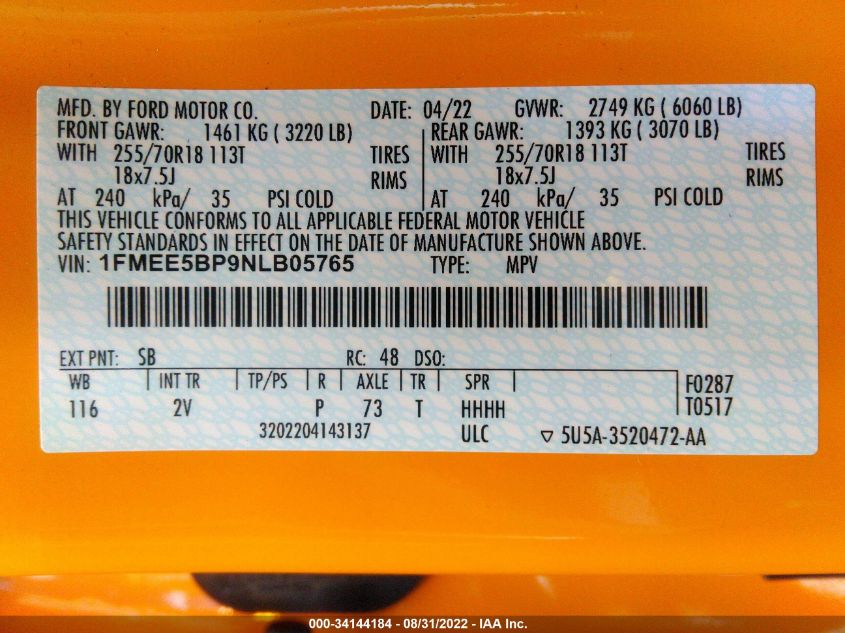 MFD. BY FORD MOTOR CO. DATE: 04/22 GVWR: 2749 KG ( 6060 LB)
FRONT GAWR: 1461 KG ( 3220 LB) REAR GAWR: 1393 KG ( 3070 LB)
WITH 255/70R18 113T TIRES WITH 255/70R18 113T TIRES
18x7.5J RIMS 18x7.5J RIMS
AT 240 kPa/ 35 PSI COLD AT 240 kPa/ 35 PSI COLD
THIS VEHICLE CONFORMS TO ALL APPLICABLE FEDERAL MOTOR VEHICLE
SAFETY STANDARDS IN EFFECT ON THE DATE OF MANUFACTURE SHOWN ABOVE.
VIN: 1FMEE5BP9NLB05765 TYPE: MPV
EXT PNT: SB RC: 48 DSO:
WB INT TR TP/PS R AXLE TR SPR F0287
116 2V P 73 T HHHH T0517
3202204143137 ULC ▽ 5U5A-3520472-AA
000-34144184 - 08/31/2022 - IAA Inc.